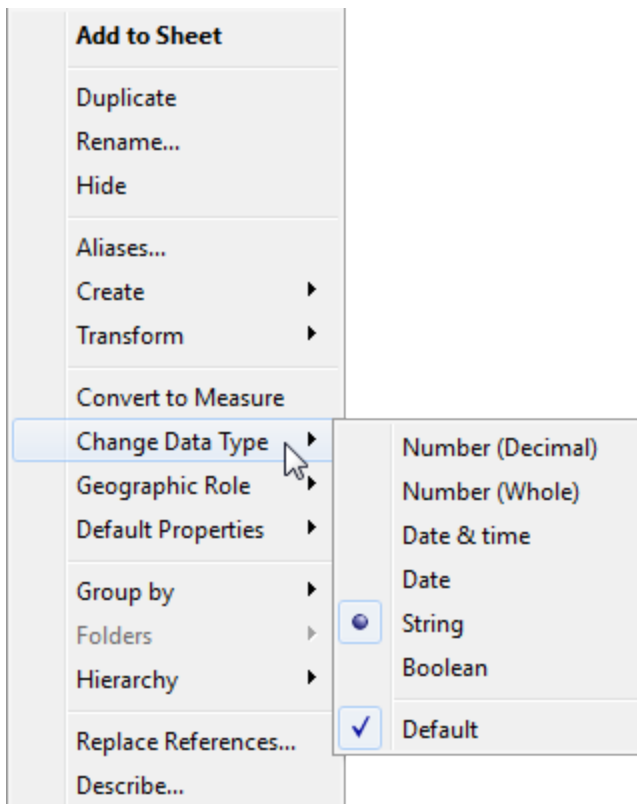 Add to Sheet
Duplicate
Rename...
Hide
Aliases...
Create
Transform
Convert to Measure
Change Data Type
Geographic Role
Default Properties
Group by
Folders
Hierarchy
Replace References...
Describe...
Number (Decimal)
Number (Whole)
Date & time
Date
String
Boolean
Default